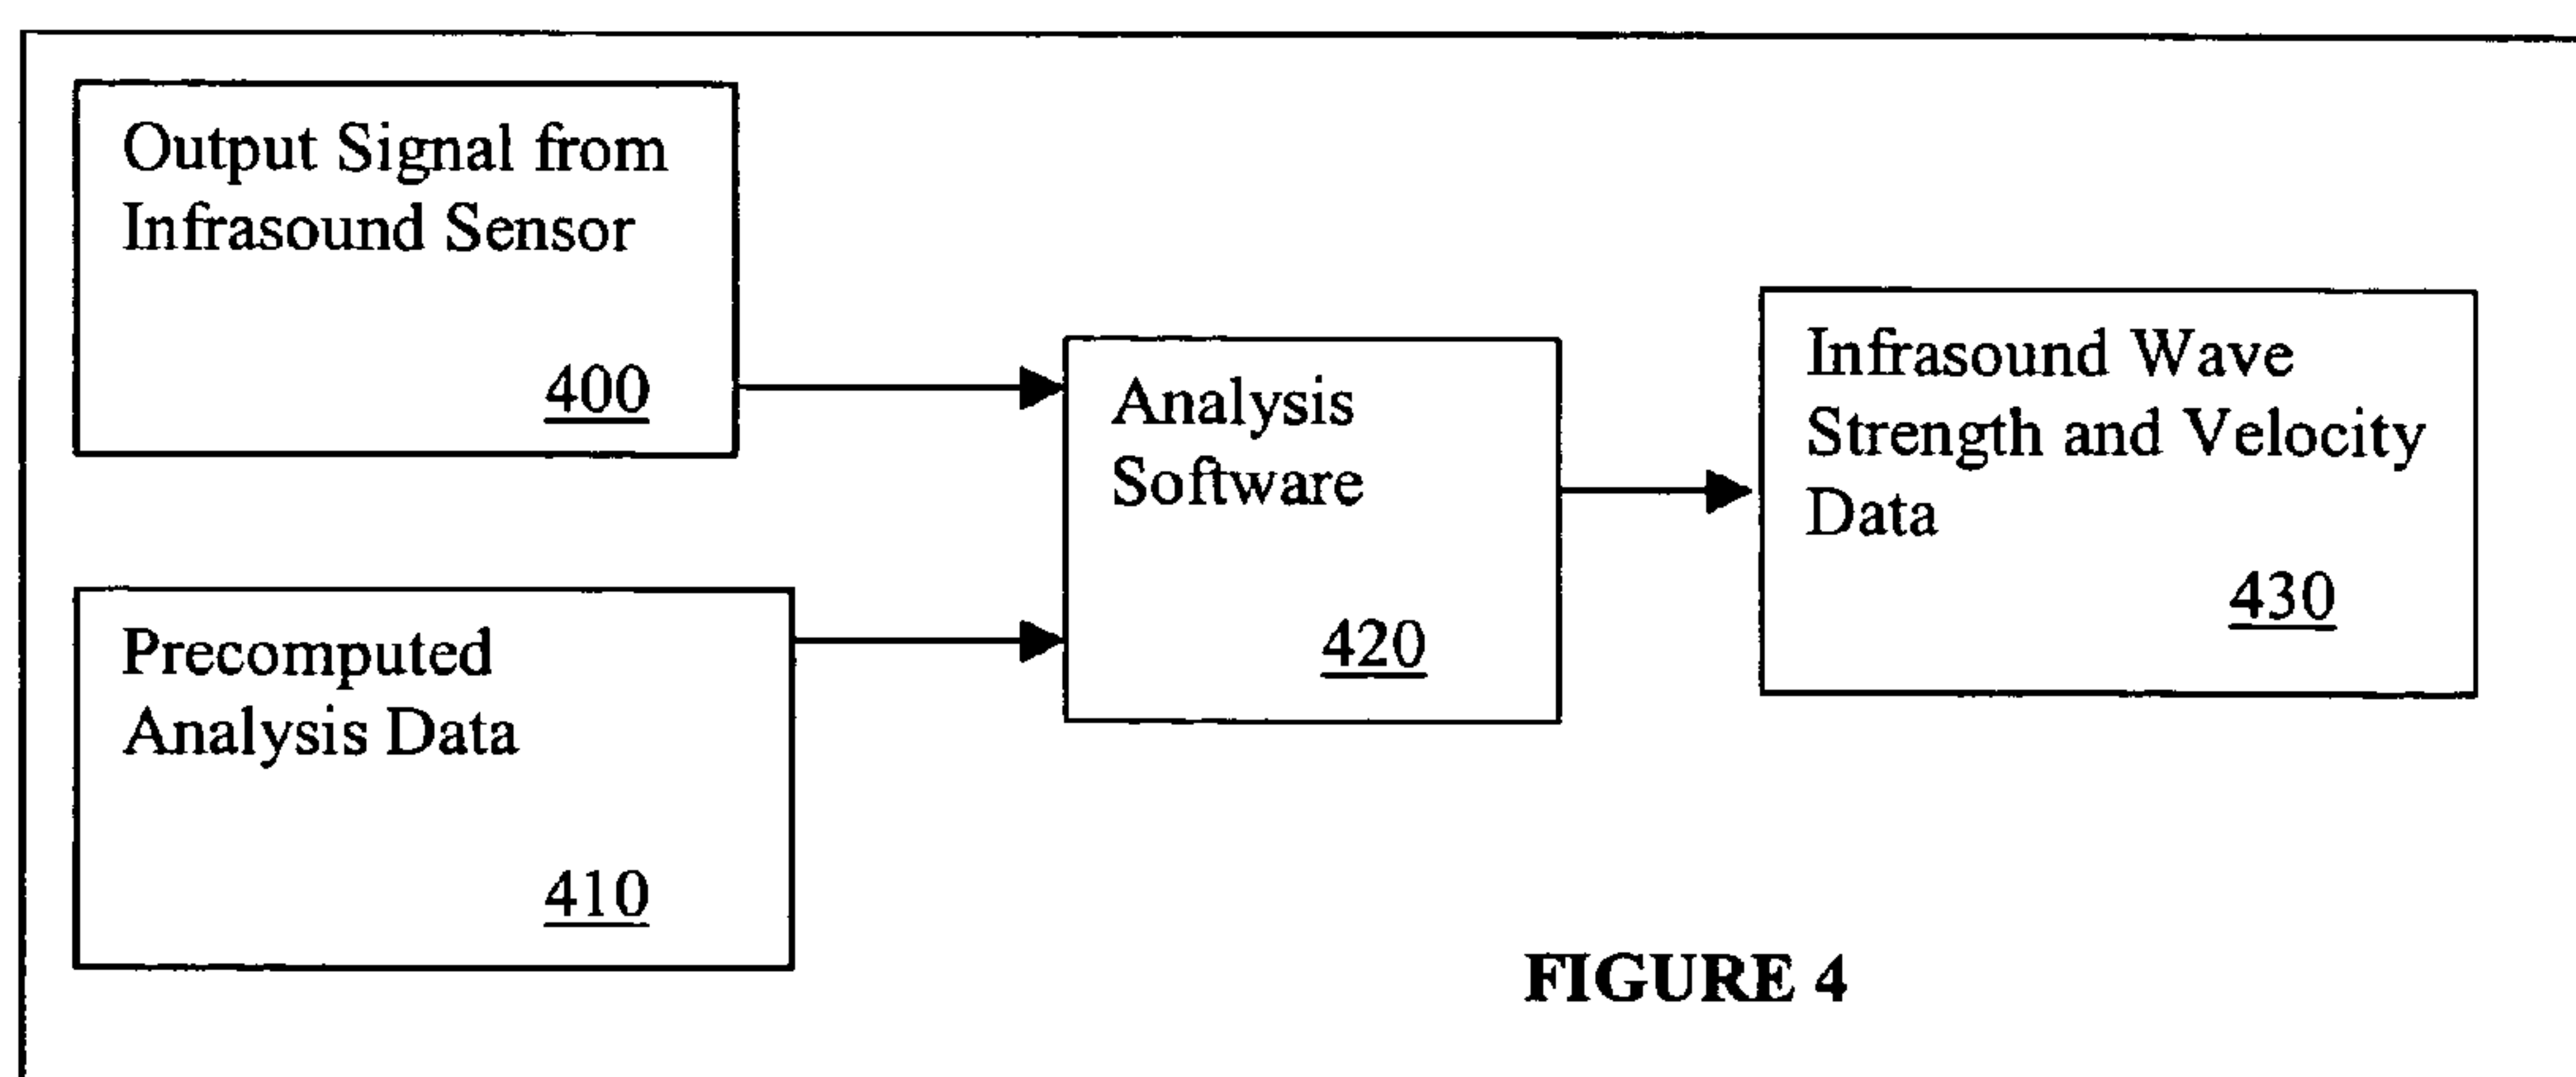 Output Signal from
Infrasound Sensor
400
Precomputed
Analysis Data
410
Analysis
Software
420
Infrasound Wave
Strength and Velocity
Data
430
FIGURE 4